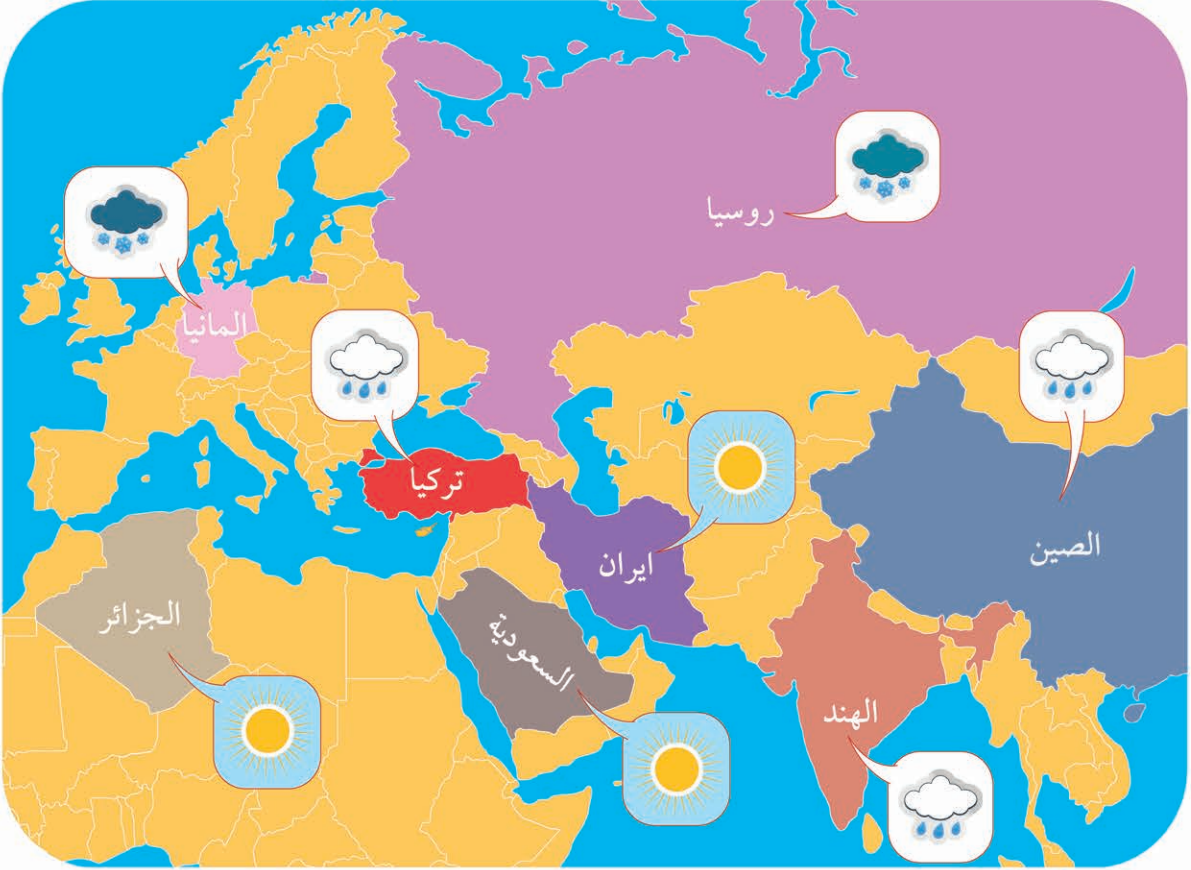 روسيا
المانيا
تركيا
الصين
ايران
الجزائر
السعودية
الهند